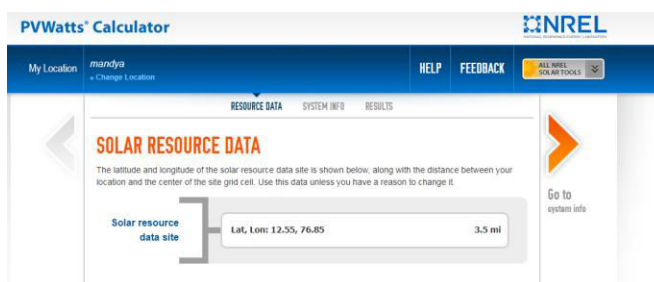 PVWatts® Calculator
NREL
NATIONAL RENEWABLE ENERGY LABORATORY
My Location
mandya
» Change Location
HELP
FEEDBACK
ALL NREL
SOLAR TOOLS
RESOURCE DATA
SYSTEM INFO
RESULTS
SOLAR RESOURCE DATA
The latitude and longitude of the solar resource data site is shown below, along with the distance between your
location and the center of the site grid cell. Use this data unless you have a reason to change it.
Go to
system info
Solar resource
data site
Lat, Lon: 12.55, 76.85
3.5 mi